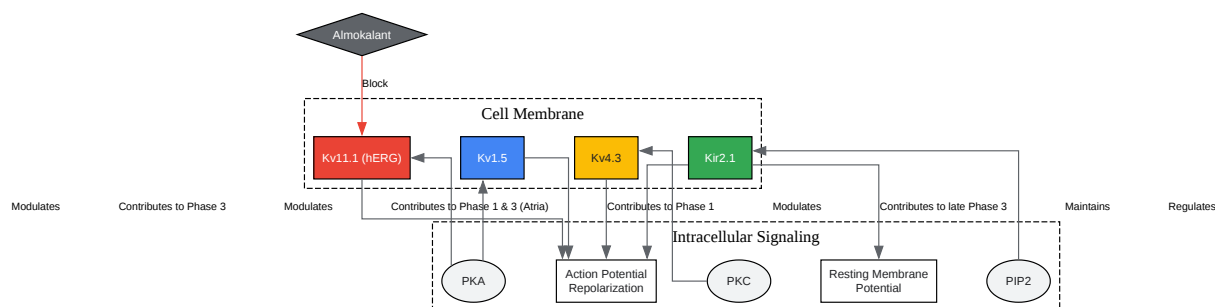 Almokalant
Block
Cell Membrane
Kv11.1 (hERG)
Kv1.5
Kv4.3
Kir2.1
Modulates
Contributes to Phase 3
Modulates
Contributes to Phase 1 & 3 (Atria)
Contributes to Phase 1
Modulates
Contributes to late Phase 3
Maintains
Regulates
Intracellular Signaling
PKA
Action Potential
Repolarization
PKC
Resting Membrane
Potential
PIP2